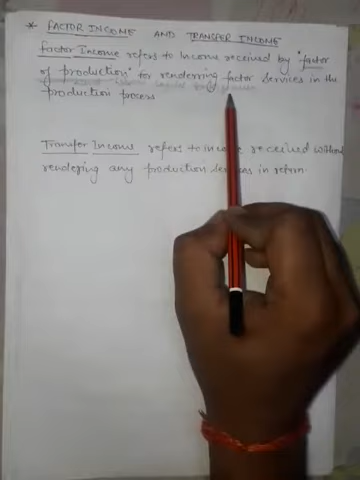 * FACTOR INCOME AND TRANSFER INCOME
Factor Income refers to Income received by "factor
of production" for rendering factor services in the
production process
Transfer Income refers to income received without
rendering any production services in return.